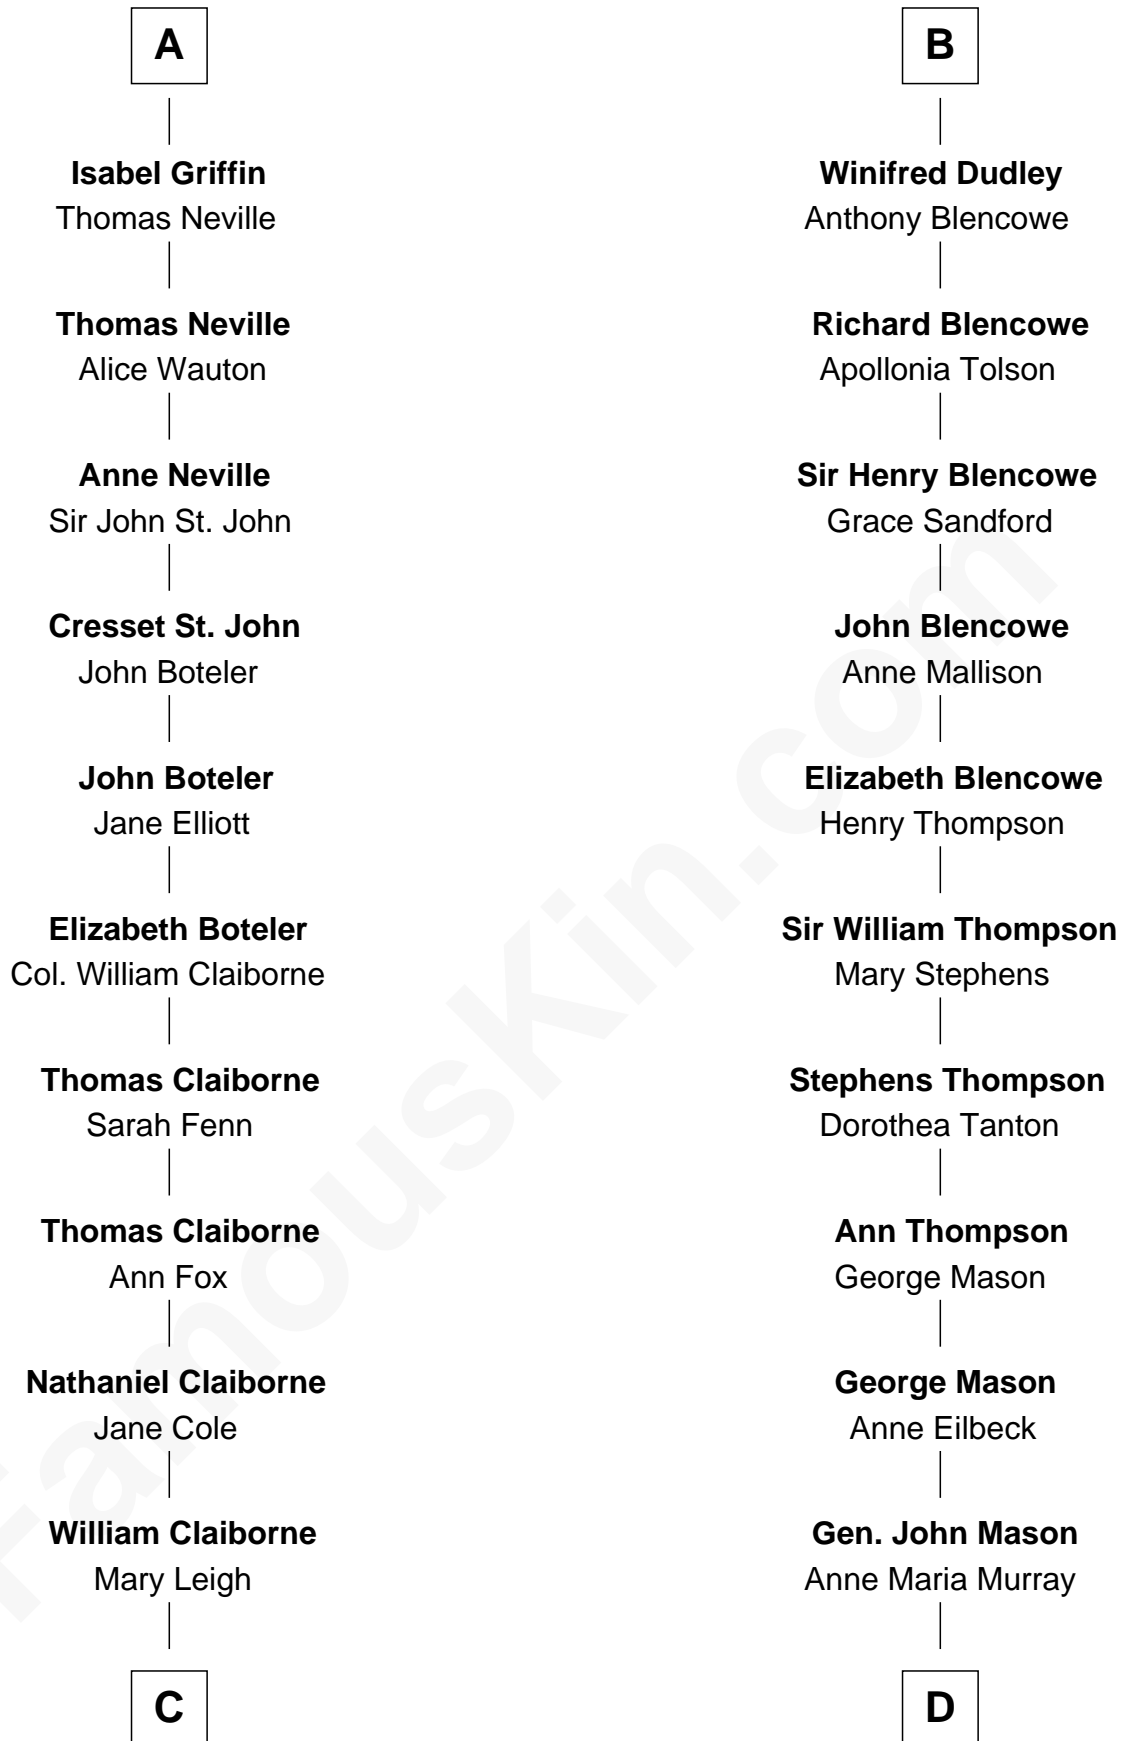 A
Isabel Griffin
Thomas Neville
Thomas Neville
Alice Wauton
Anne Neville
Sir John St. John
Cresset St. John
John Boteler
John Boteler
Jane Elliott
Elizabeth Boteler
Col. William Claiborne
Thomas Claiborne
Sarah Fenn
Thomas Claiborne
Ann Fox
Nathaniel Claiborne
Jane Cole
William Claiborne
Mary Leigh
C
B
Winifred Dudley
Anthony Blencowe
Richard Blencowe
Apollonia Tolson
Sir Henry Blencowe
Grace Sandford
John Blencowe
Anne Mallison
Elizabeth Blencowe
Henry Thompson
Sir William Thompson
Mary Stephens
Stephens Thompson
Dorothea Tanton
Ann Thompson
George Mason
George Mason
Anne Eilbeck
Gen. John Mason
Anne Maria Murray
D
FamousKin.com